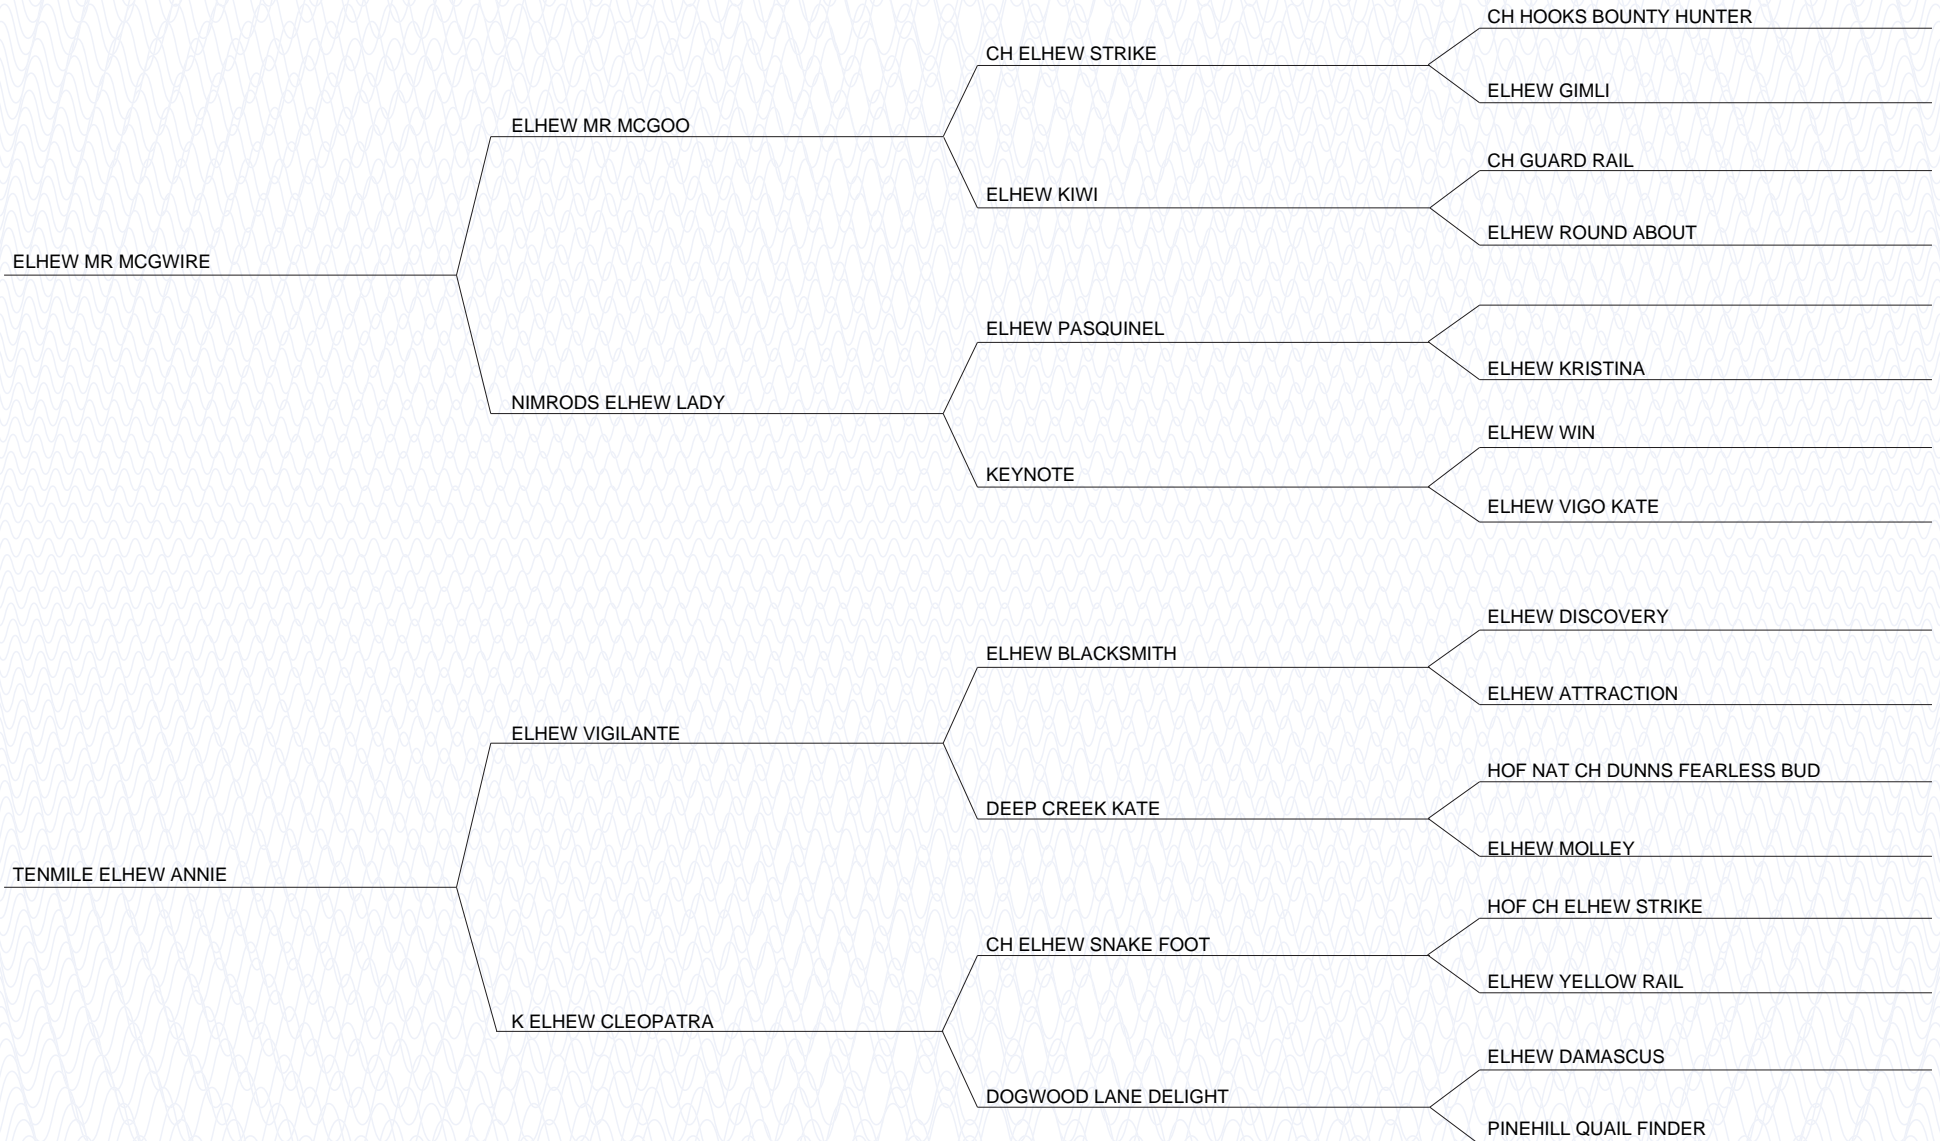 CH HOOKS BOUNTY HUNTER
CH ELHEW STRIKE
ELHEW GIMLI
ELHEW MR MCGOO
CH GUARD RAIL
ELHEW KIWI
ELHEW ROUND ABOUT
ELHEW MR MCGWIRE
ELHEW PASQUINEL
ELHEW KRISTINA
NIMRODS ELHEW LADY
ELHEW WIN
KEYNOTE
ELHEW VIGO KATE
ELHEW DISCOVERY
ELHEW BLACKSMITH
ELHEW ATTRACTION
ELHEW VIGILANTE
HOF NAT CH DUNNS FEARLESS BUD
DEEP CREEK KATE
ELHEW MOLLEY
TENMILE ELHEW ANNIE
HOF CH ELHEW STRIKE
CH ELHEW SNAKE FOOT
ELHEW YELLOW RAIL
K ELHEW CLEOPATRA
ELHEW DAMASCUS
DOGWOOD LANE DELIGHT
PINEHILL QUAIL FINDER